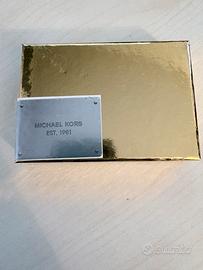 MICHAEL KORS
EST. 1981